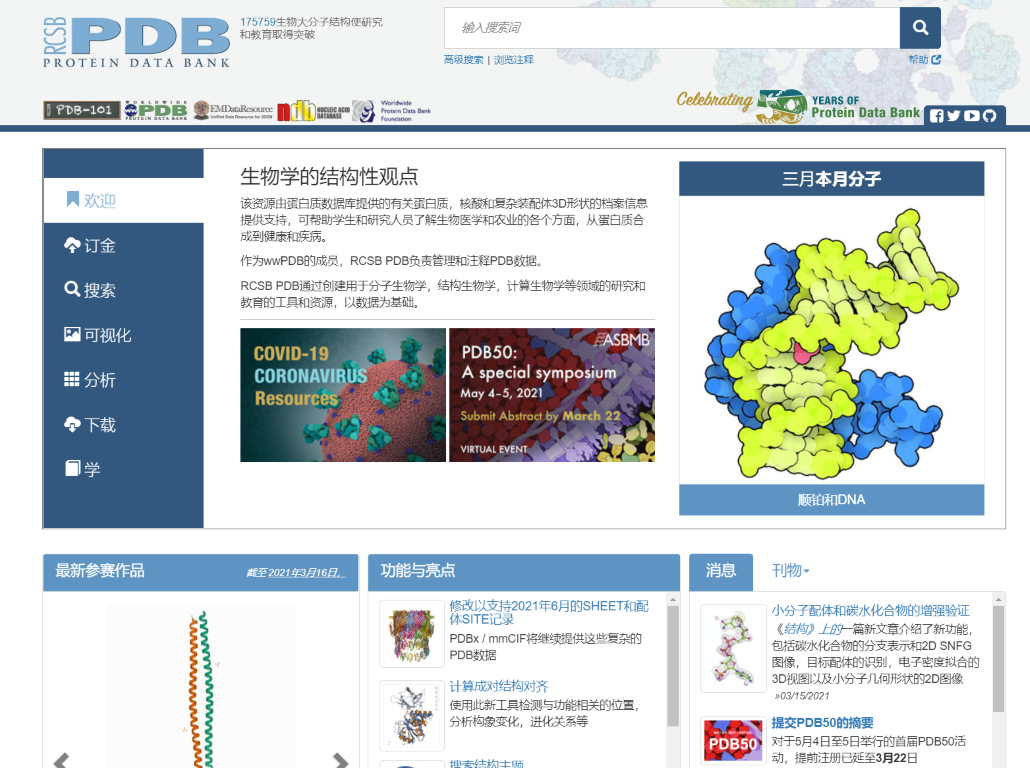 RCSB
PDB
PROTEIN DATA BANK
175759生物大分子结构使研究
和教育取得突破
输入搜索词
高级搜索 | 浏览注释
帮助
PDB-101
WORLDWIDE
PDB
PROTEIN DATA BANK
EMDataResource
Unified Data Resource for 3DEM
NUCLEIC ACID
DATABASE
Worldwide
Protein Data Bank
Foundation
Celebrating
YEARS OF
Protein Data Bank
欢迎
订金
搜索
可视化
分析
下载
学
生物学的结构性观点
该资源由蛋白质数据库提供的有关蛋白质，核酸和复杂装配体3D形状的档案信息
提供支持，可帮助学生和研究人员了解生物医学和农业的各个方面，从蛋白质合
成到健康和疾病。
作为wwPDB的成员，RCSB PDB负责管理和注释PDB数据。
RCSB PDB通过创建用于分子生物学，结构生物学，计算生物学等领域的研究和
教育的工具和资源，以数据为基础。
COVID-19
CORONAVIRUS
Resources
ASBMB
PDB50:
A special symposium
May 4–5, 2021
Submit Abstract by March 22
VIRTUAL EVENT
三月本月分子
顺铂和DNA
最新参赛作品
截至 2021年3月16日，
功能与亮点
修改以支持2021年6月的SHEET和配
体SITE记录
PDBx / mmCIF将继续提供这些复杂的
PDB数据
计算成对结构对齐
使用此新工具检测与功能相关的位置，
分析构象变化，进化关系等
搜索结构主题
消息
刊物
小分子配体和碳水化合物的增强验证
《结构》上的一篇新文章介绍了新功能，
包括碳水化合物的分支表示和2D SNFG
图像，目标配体的识别，电子密度拟合的
3D视图以及小分子几何形状的2D图像
»03/15/2021
PDB50
提交PDB50的摘要
对于5月4日至5日举行的首届PDB50活
动，提前注册已延至3月22日